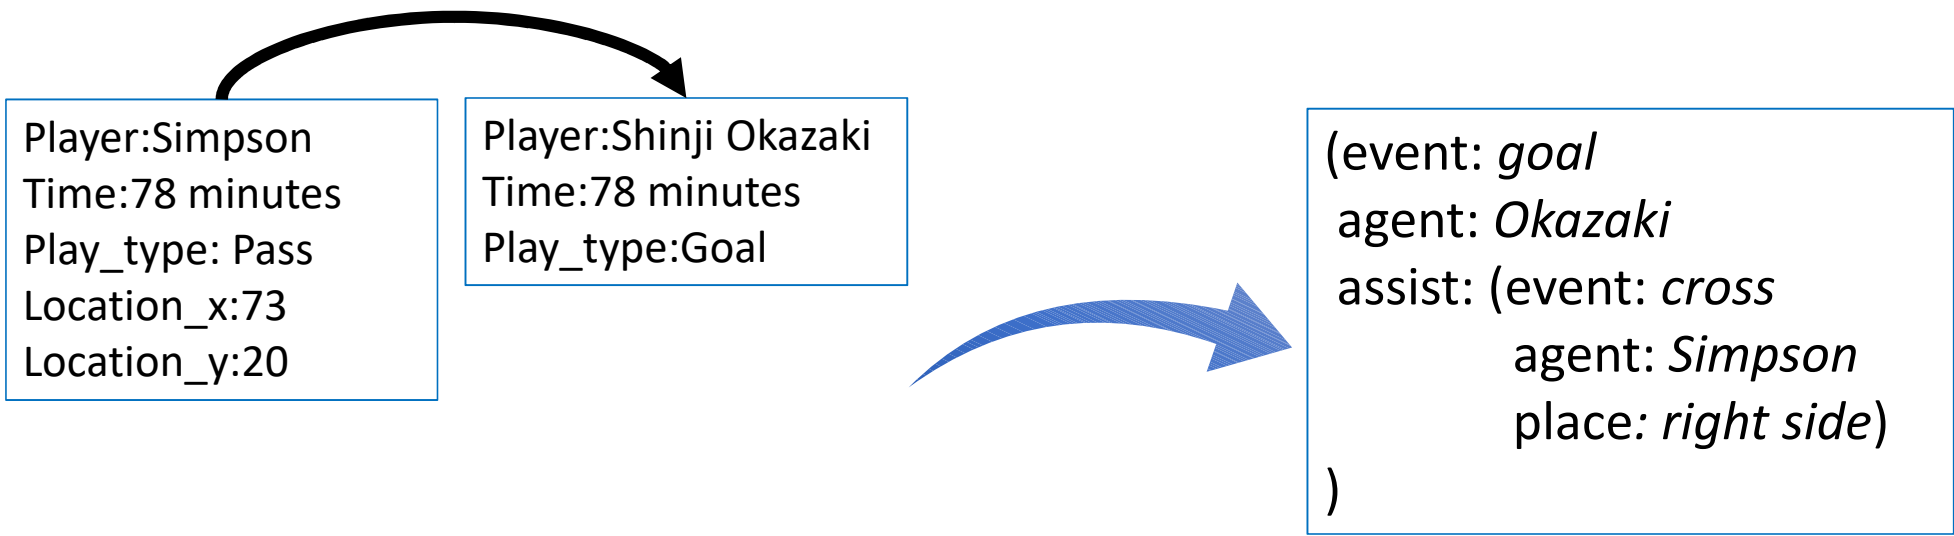 Player:Simpson
Time:78 minutes
Play_type: Pass
Location_x:73
Location_y:20
Player:Shinji Okazaki
Time:78 minutes
Play_type:Goal
(event: goal
agent: Okazaki
assist: (event: cross
agent: Simpson
place: right side)
)